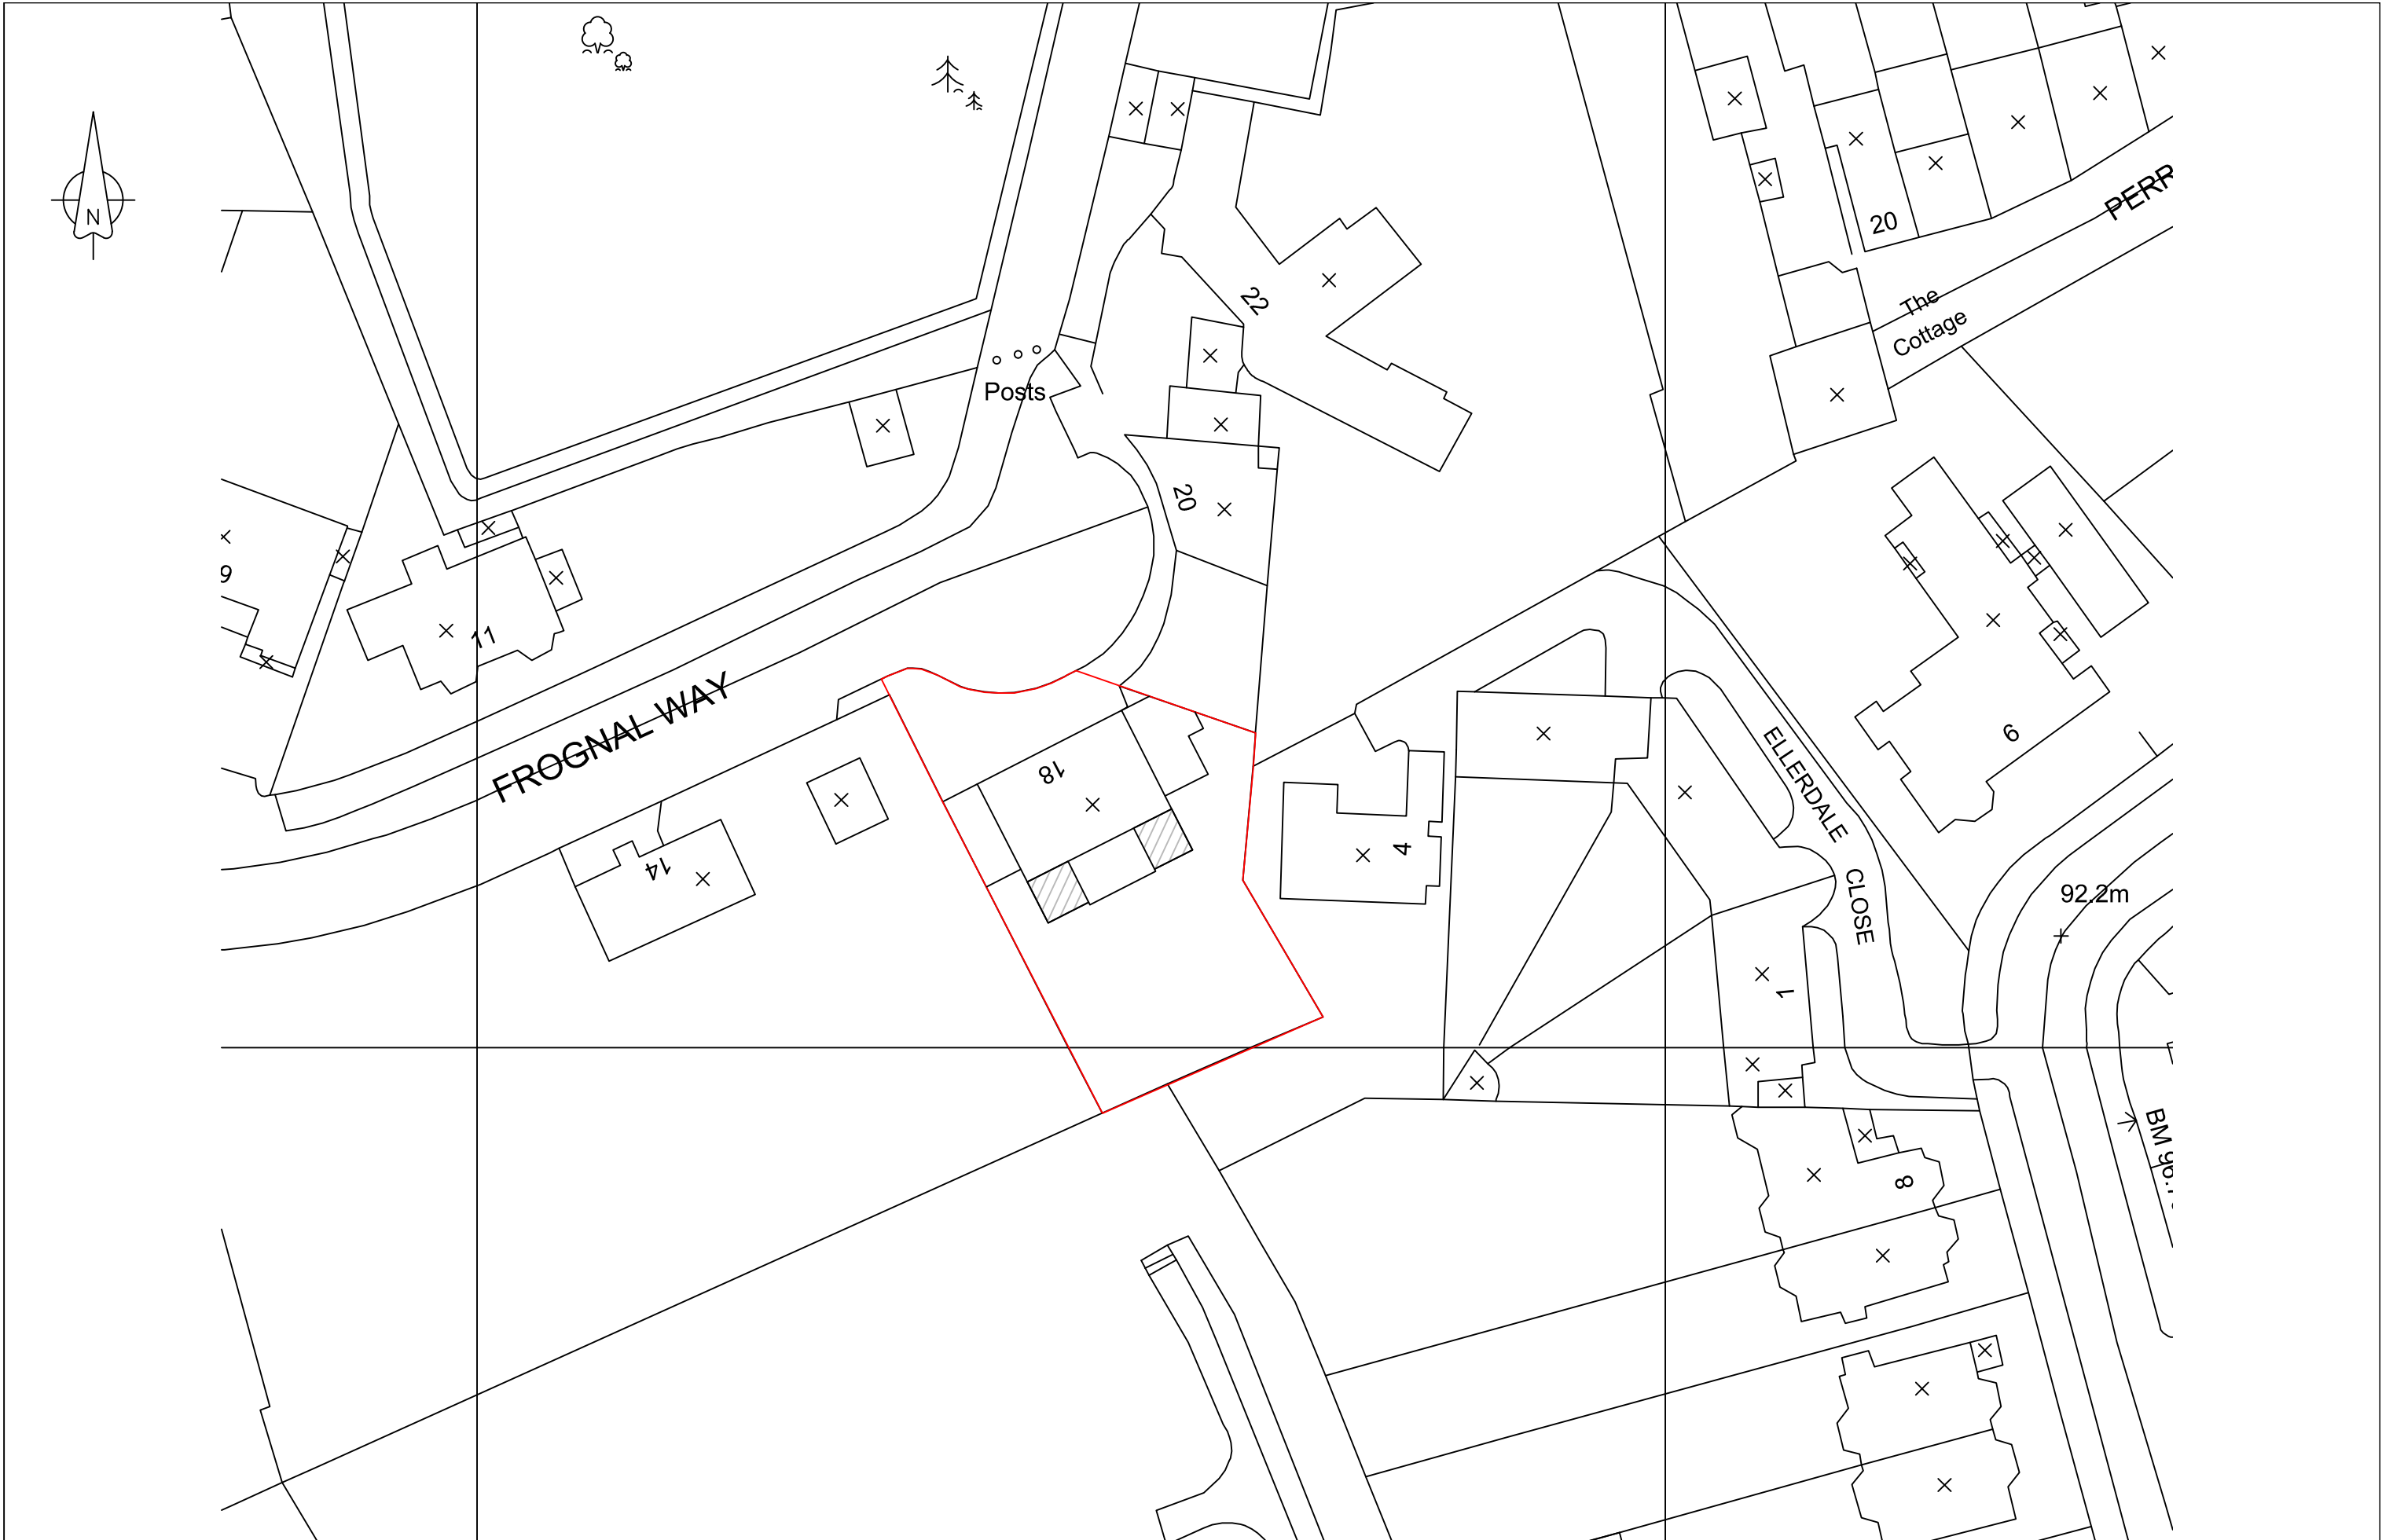 N
PERR
20
The
Cottage
22
Posts
20
9
11
FROGNAL WAY
18
14
4
ELLERDALE CLOSE
6
92.2m
1
BM
8